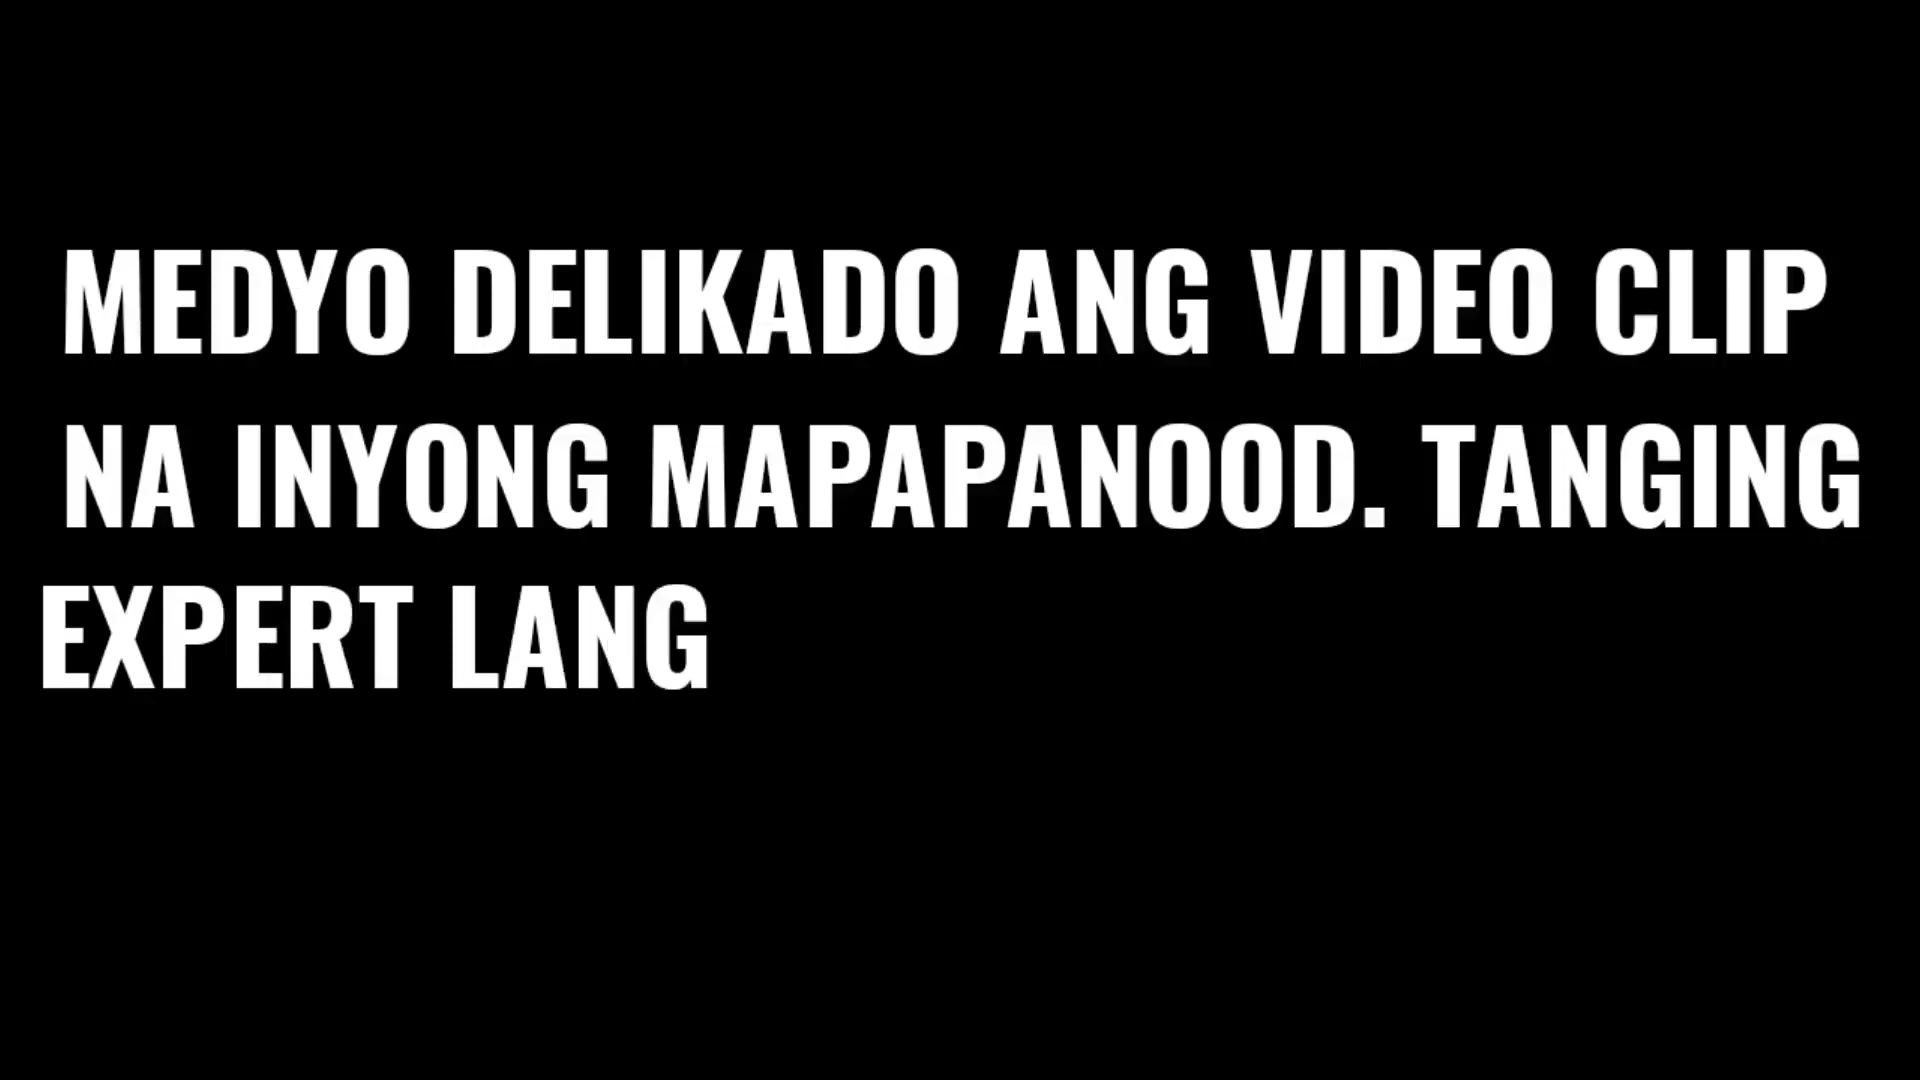 MEDYO DELIKADO ANG VIDEO CLIP
NA INYONG MAPAPANOOD. TANGING
EXPERT LANG